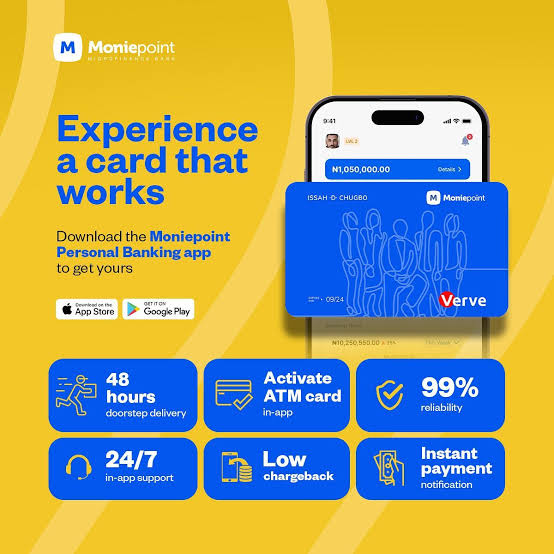 M Moniepoint
MICROFINANCE BANK
Experience
a card that
works
Download the Moniepoint
Personal Banking app
to get yours
Download on the
App Store
GET IT ON
Google Play
9:41
LVL 2
₦1,050,000.00
Details >
ISSAH ·D· CHUGBO
M Moniepoint
09/24
Verve
₦10,250,550.00
This Week
48
hours
doorstep delivery
Activate
ATM card
in-app
99%
reliability
24/7
in-app support
Low
chargeback
Instant
payment
notification